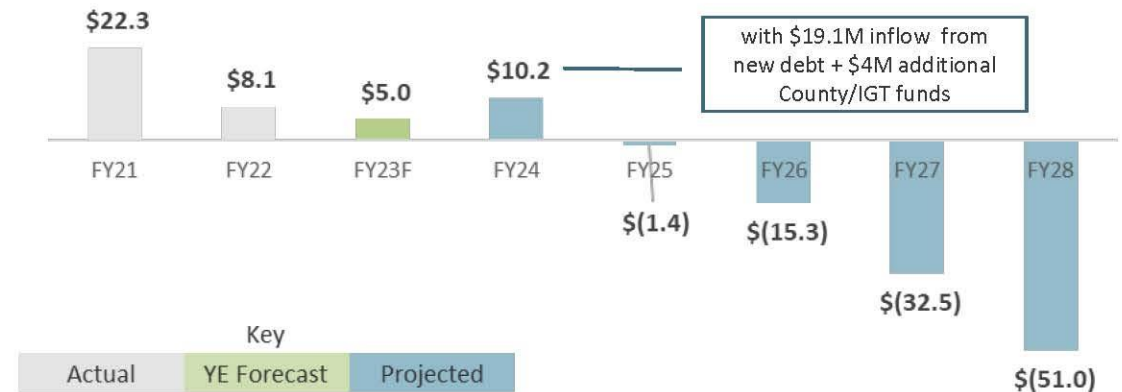 $22.3
$8.1
$5.0
$10.2
with $19.1M inflow from
new debt + $4M additional
County/IGT funds
FY21
FY22
FY23F
FY24
FY25
FY26
FY27
FY28
$(1.4)
$(15.3)
$(32.5)
$(51.0)
Key
Actual
YE Forecast
Projected